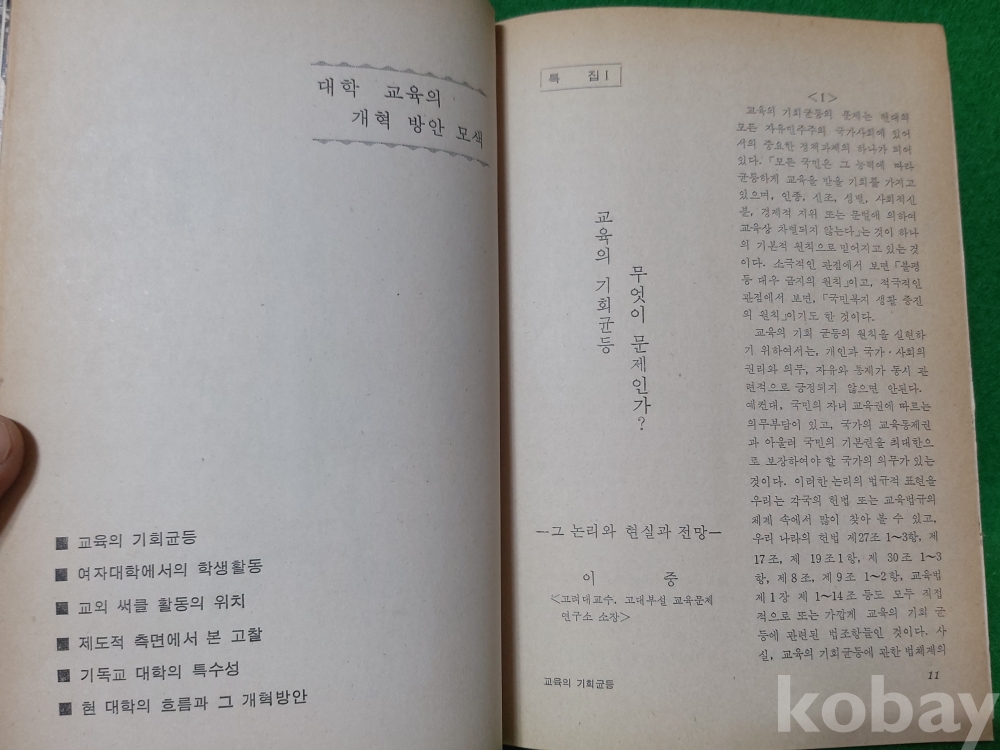 대학 교육의
개혁 방안 모색
■ 교육의 기회균등
■ 여자대학에서의 학생활동
■ 교외 써클 활동의 위치
■ 제도적 측면에서 본 고찰
■ 기독교 대학의 특수성
■ 현 대학의 흐름과 그 개혁방안
특 집 I
교육의 기회균등
무엇이 문제인가?
―그 논리와 현실과 전망―
이 중
<고려대교수. 고대부설 교육문제
연구소 소장>
<I>
교육의 기회균등의 문제는 현대의
모든 자유민주주의 국가사회에 있어
서의 중요한 정책과제의 하나가 되어
있다. 「모든 국민은 그 능력에 따라
균등하게 교육을 받을 기회를 가지고
있으며, 인종, 신조, 성별, 사회적신
분, 경제적 지위 또는 문벌에 의하여
교육상 차별되지 않는다」는 것이 하나
의 기본적 원칙으로 믿어지고 있는 것
이다. 소극적인 관점에서 보면 「불평
등 대우 금지의 원칙」이고, 적극적인
관점에서 보면, 「국민복지 생활 증진
의 원칙」이기도 한 것이다.
교육의 기회 균등의 원칙을 실현하
기 위하여서는, 개인과 국가·사회의
권리와 의무, 자유와 통제가 동시 관
련적으로 긍정되지 않으면 안된다.
예컨대, 국민의 자녀 교육권에 따르는
의무부담이 있고, 국가의 교육통제권
과 아울러 국민의 기본권을 최대한으
로 보장하여야 할 국가의 의무가 있는
것이다. 이러한 논리의 법규적 표현을
우리는 각국의 헌법 또는 교육법규의
체제 속에서 많이 찾아 볼 수 있고,
우리 나라의 헌법 제27조 1~3항, 제
17조, 제 19조1항, 제 30조 1~3
항, 제8조, 제9조 1~2항, 교육법
제1장 제 1~14조 등도 모두 직접
적으로 또는 가깝게 교육의 기회 균
등에 관련된 법조항들인 것이다. 사
실, 교육의 기회균등에 관한 법체제의
교육의 기회균등
11
kobay